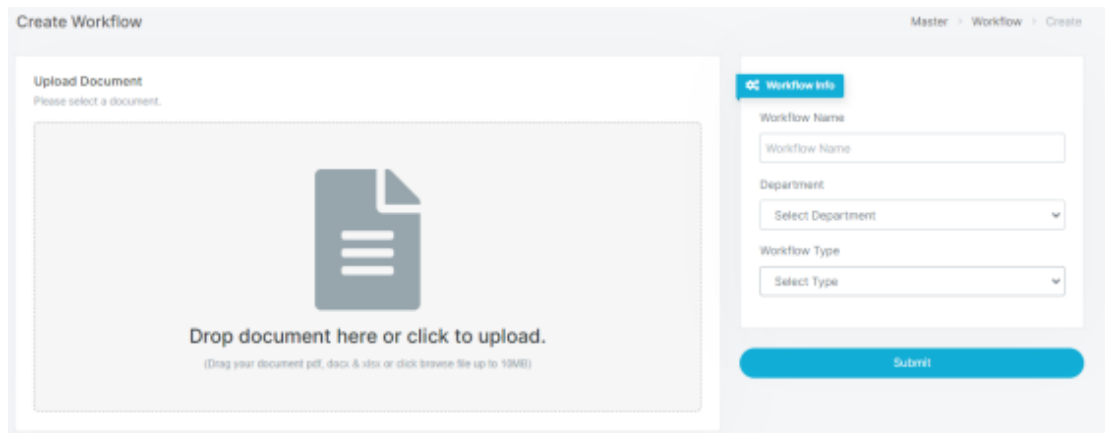 Create Workflow
Master > Workflow > Create
Upload Document
Please select a document.
Drop document here or click to upload.
(Drag your document pdf, docx & xlsx or click browse file up to 10MB)
Workflow Info
Workflow Name
Workflow Name
Department
Select Department
Workflow Type
Select Type
Submit